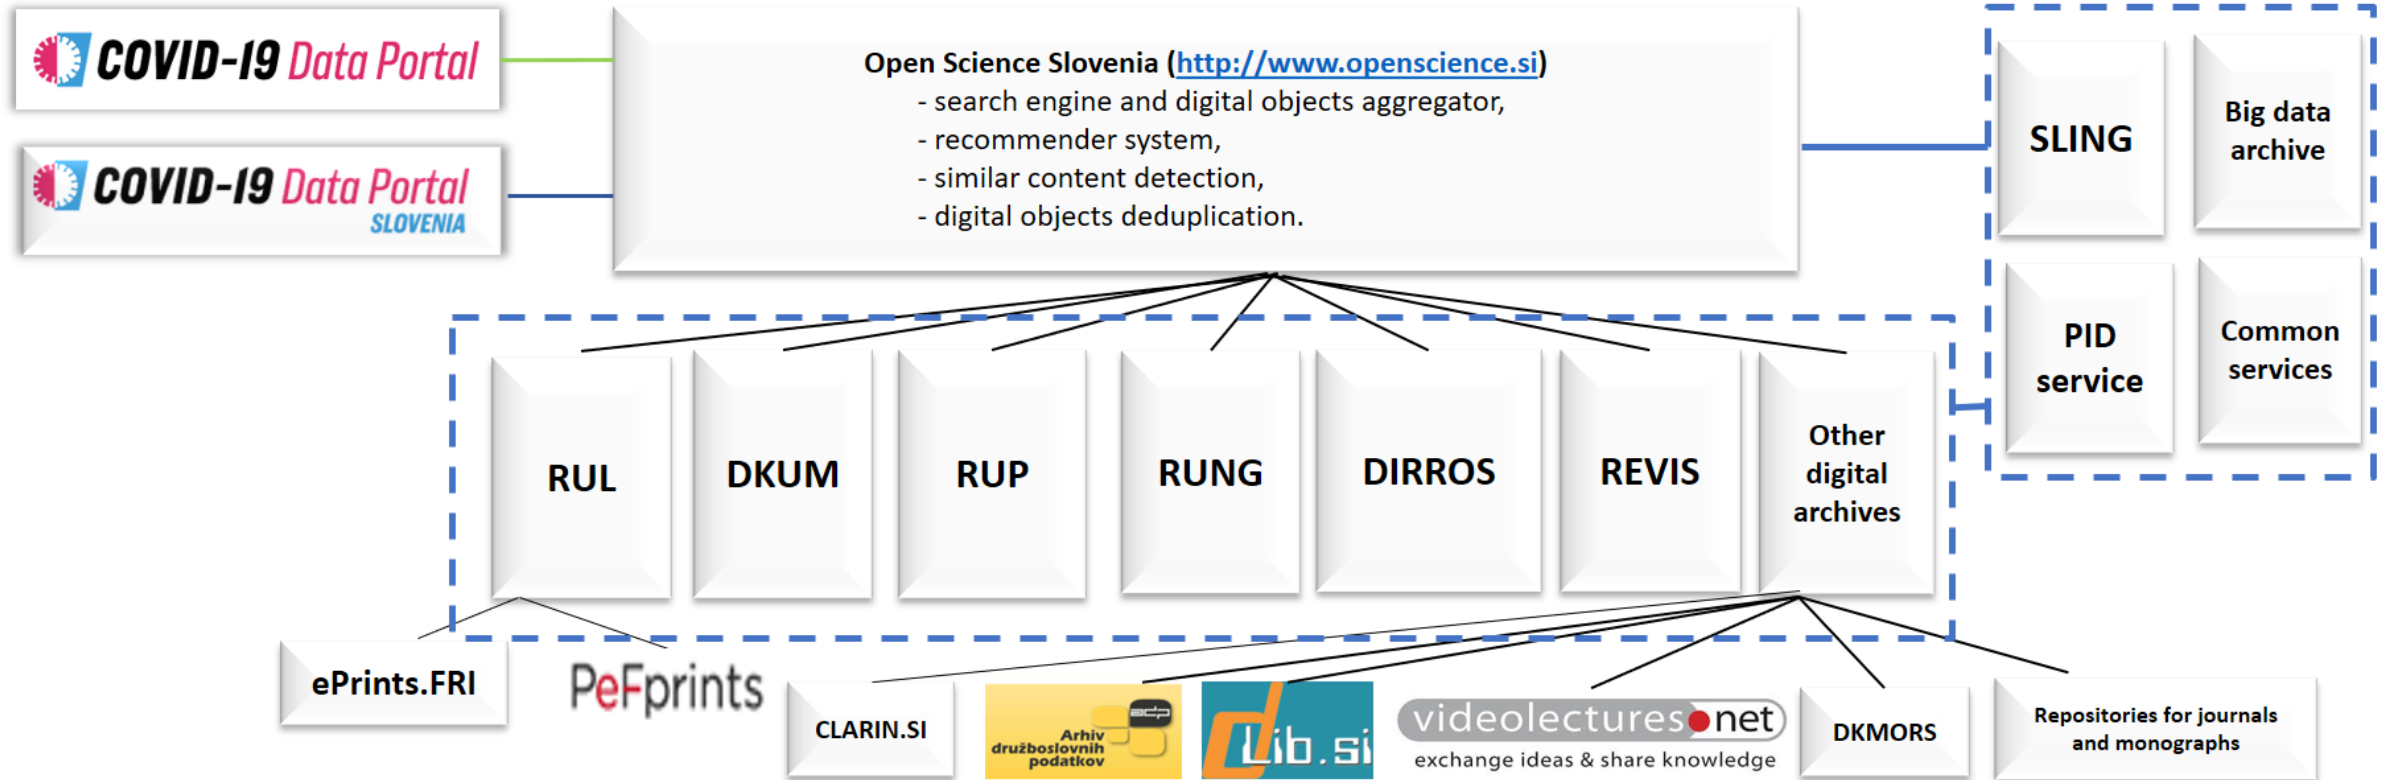 COVID-19 Data Portal
COVID-19 Data Portal
SLOVENIA
Open Science Slovenia (http://www.openscience.si)
- search engine and digital objects aggregator,
- recommender system,
- similar content detection,
- digital objects deduplication.
SLING
Big data
archive
PID
service
Common
services
RUL
DKUM
RUP
RUNG
DIRROS
REVIS
Other
digital
archives
ePrints.FRI
PeFprints
CLARIN.SI
adp
Arhiv
družboslovnih
podatkov
dLib.si
videolectures.net
exchange ideas & share knowledge
DKMORS
Repositories for journals
and monographs